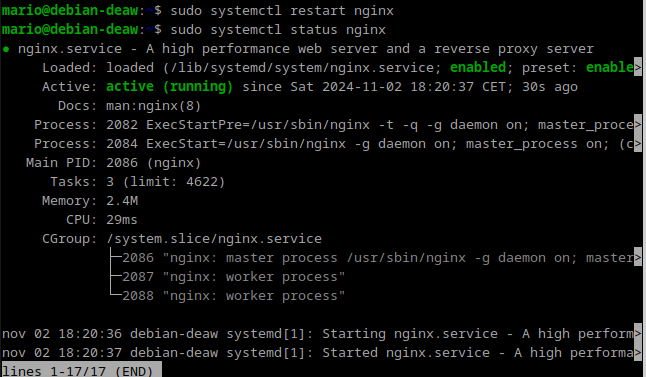 mario@debian-deaw:~$ sudo systemctl restart nginx
mario@debian-deaw:~$ sudo systemctl status nginx
● nginx.service - A high performance web server and a reverse proxy server
     Loaded: loaded (/lib/systemd/system/nginx.service; enabled; preset: enable>
     Active: active (running) since Sat 2024-11-02 18:20:37 CET; 30s ago
       Docs: man:nginx(8)
    Process: 2082 ExecStartPre=/usr/sbin/nginx -t -q -g daemon on; master_proce>
    Process: 2084 ExecStart=/usr/sbin/nginx -g daemon on; master_process on; (c>
   Main PID: 2086 (nginx)
      Tasks: 3 (limit: 4622)
     Memory: 2.4M
        CPU: 29ms
     CGroup: /system.slice/nginx.service
             ├─2086 "nginx: master process /usr/sbin/nginx -g daemon on; master>
             ├─2087 "nginx: worker process"
             └─2088 "nginx: worker process"

nov 02 18:20:36 debian-deaw systemd[1]: Starting nginx.service - A high perform>
nov 02 18:20:37 debian-deaw systemd[1]: Started nginx.service - A high performa>
lines 1-17/17 (END)